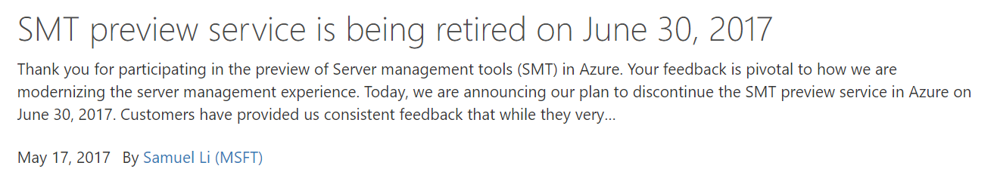 SMT preview service is being retired on June 30, 2017
Thank you for participating in the preview of Server management tools (SMT) in Azure. Your feedback is pivotal to how we are
modernizing the server management experience. Today, we are announcing our plan to discontinue the SMT preview service in Azure on
June 30, 2017. Customers have provided us consistent feedback that while they very...
May 17, 2017 By Samuel Li (MSFT)